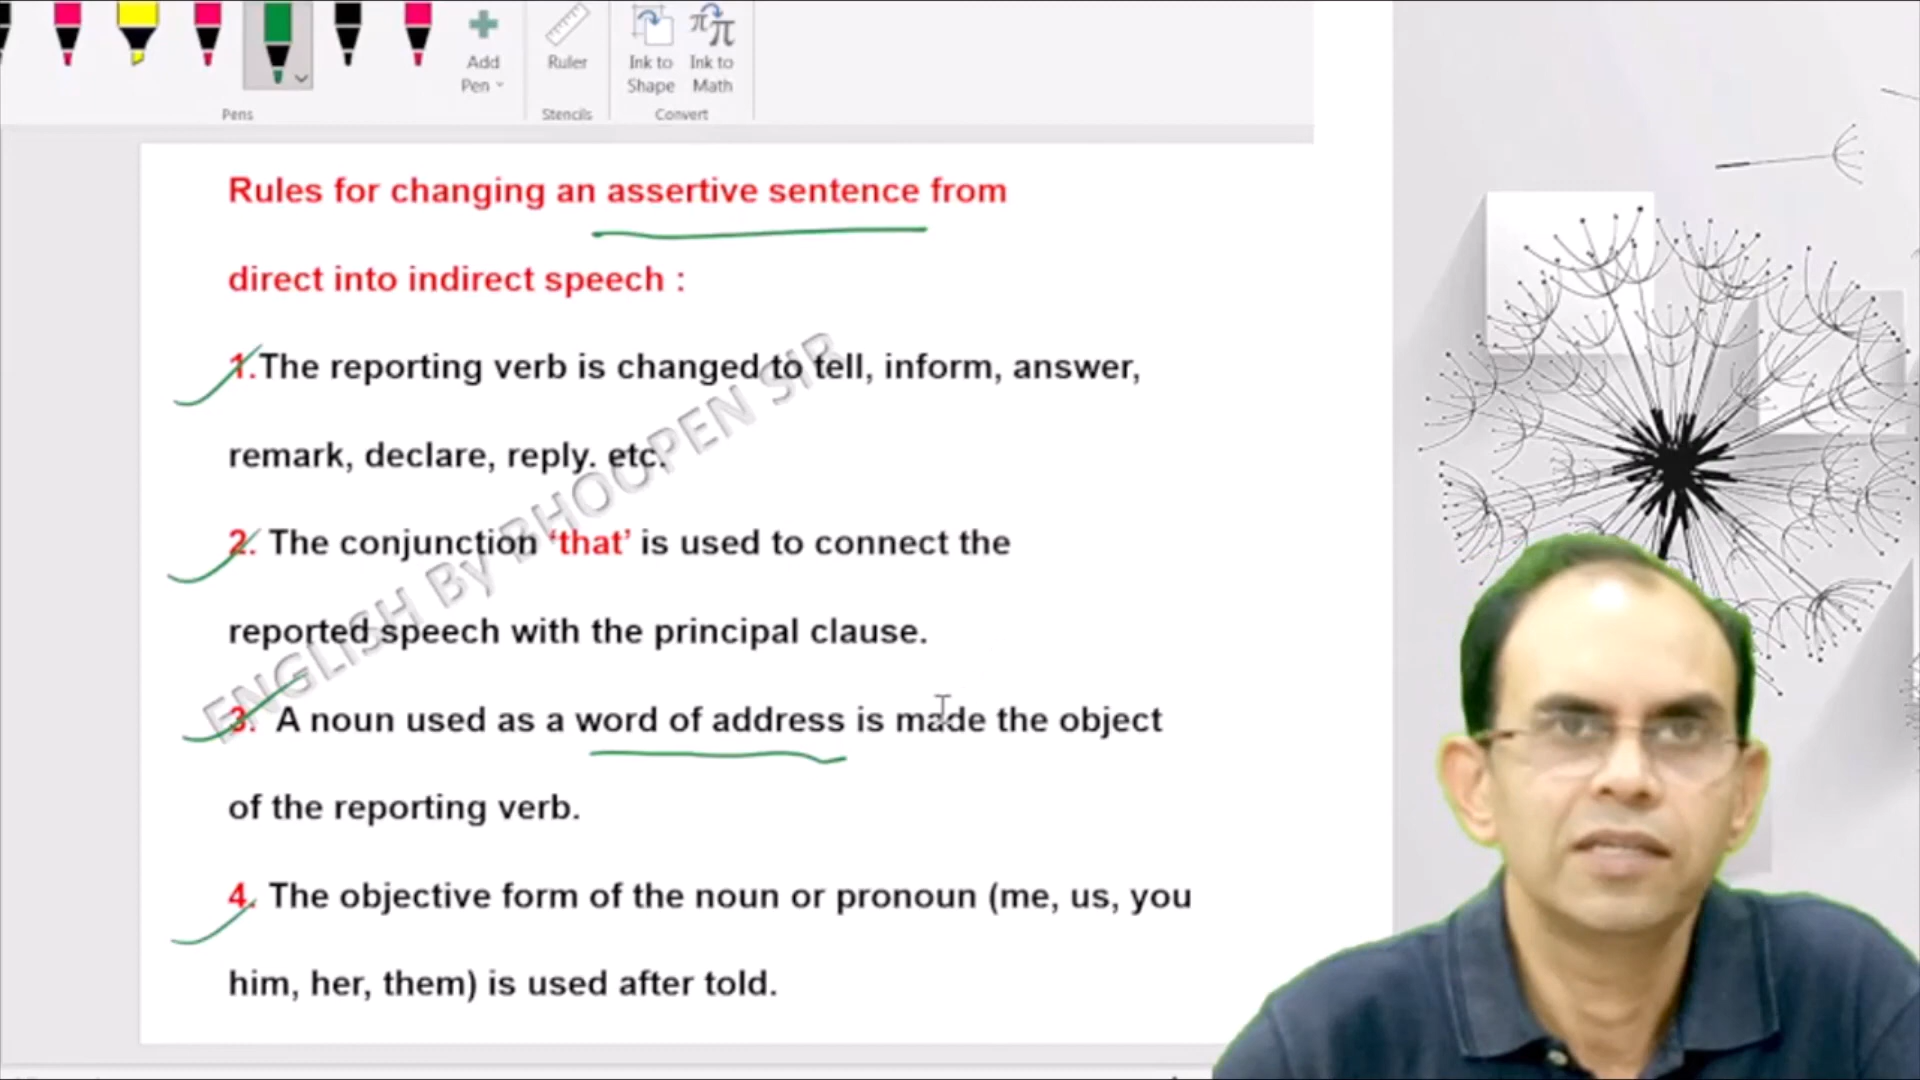 Add
Pen
Ruler
Ink to
Shape
Ink to
Math
Pens
Stencils
Convert
Rules for changing an assertive sentence from
direct into indirect speech :
1.The reporting verb is changed to tell, inform, answer,
remark, declare, reply. etc.
2. The conjunction ‘that’ is used to connect the
reported speech with the principal clause.
3. A noun used as a word of address is made the object
of the reporting verb.
4. The objective form of the noun or pronoun (me, us, you
him, her, them) is used after told.
ENGLISH By BHOOPEN SIR